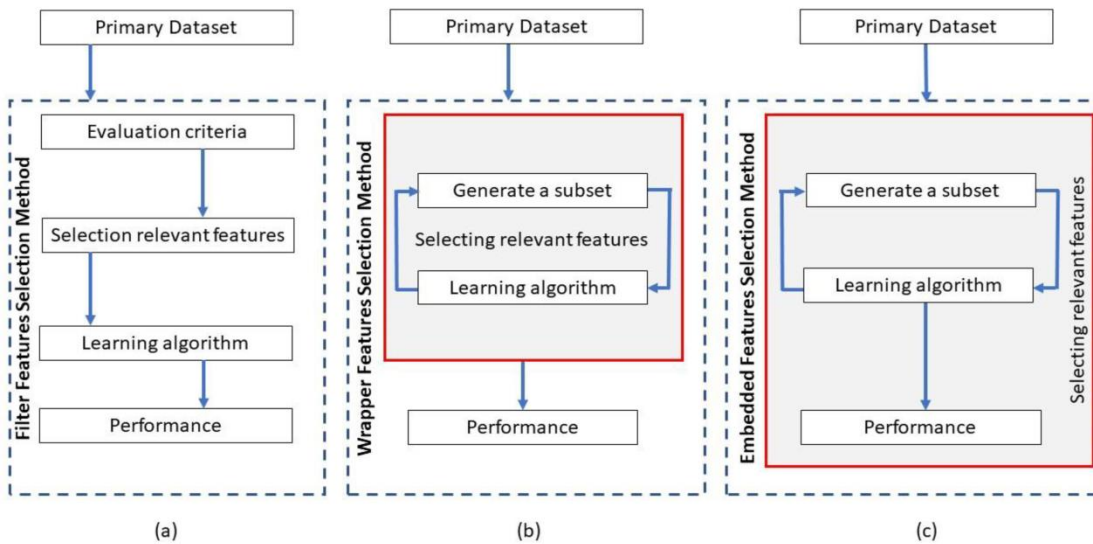 Primary Dataset
Filter Features Selection Method
Evaluation criteria
Selection relevant features
Learning algorithm
Performance
(a)
Primary Dataset
Wrapper Features Selection Method
Generate a subset
Selecting relevant features
Learning algorithm
Performance
(b)
Primary Dataset
Embedded Features Selection Method
Generate a subset
Learning algorithm
Selecting relevant features
Performance
(c)